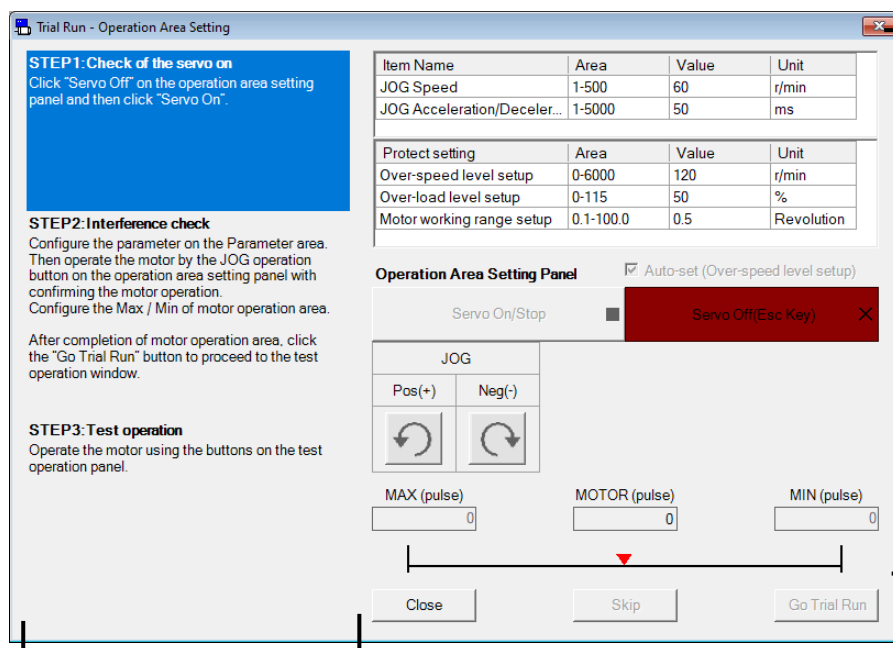 Trial Run - Operation Area Setting
STEP1:Check of the servo on
Click "Servo Off" on the operation area setting
panel and then click "Servo On".
STEP2:Interference check
Configure the parameter on the Parameter area.
Then operate the motor by the JOG operation
button on the operation area setting panel with
confirming the motor operation.
Configure the Max / Min of motor operation area.
After completion of motor operation area, click
the "Go Trial Run" button to proceed to the test
operation window.
STEP3:Test operation
Operate the motor using the buttons on the test
operation panel.
Item Name Area Value Unit
JOG Speed 1-500 60 r/min
JOG Acceleration/Deceler... 1-5000 50 ms
Protect setting Area Value Unit
Over-speed level setup 0-6000 120 r/min
Over-load level setup 0-115 50 %
Motor working range setup 0.1-100.0 0.5 Revolution
Operation Area Setting Panel Auto-set (Over-speed level setup)
Servo On/Stop Servo Off(Esc Key)
JOG
Pos(+) Neg(-)
MAX (pulse) MOTOR (pulse) MIN (pulse)
0 0 0
Close Skip Go Trial Run